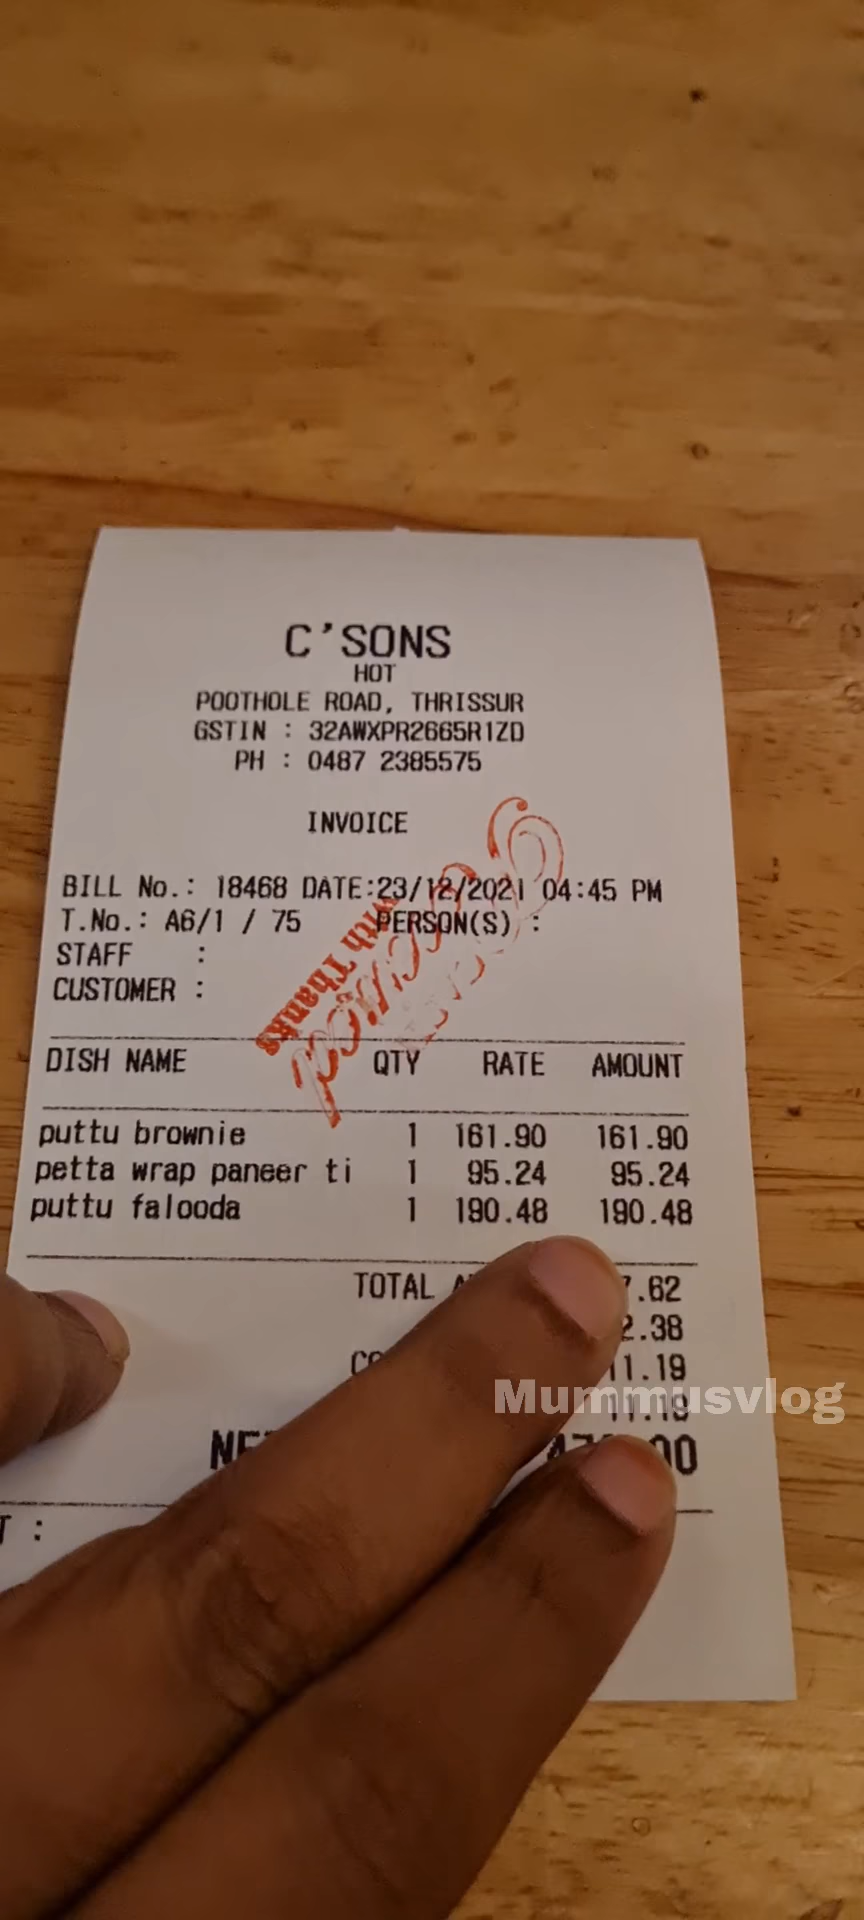 C'SONS
HOT
POOTHOLE ROAD, THRISSUR
GSTIN : 32AWXPR2665R1ZD
PH : 0487 2385575
INVOICE
BILL No.: 18468 DATE:23/12/2021 04:45 PM
T.No.: A6/1 / 75 PERSON(S) :
STAFF :
CUSTOMER :
Received
with Thanks
DISH NAME QTY RATE AMOUNT
puttu brownie 1 161.90 161.90
petta wrap paneer ti 1 95.24 95.24
puttu falooda 1 190.48 190.48
TOTAL .62
2.38
11.19
11.19
Mummusvlog